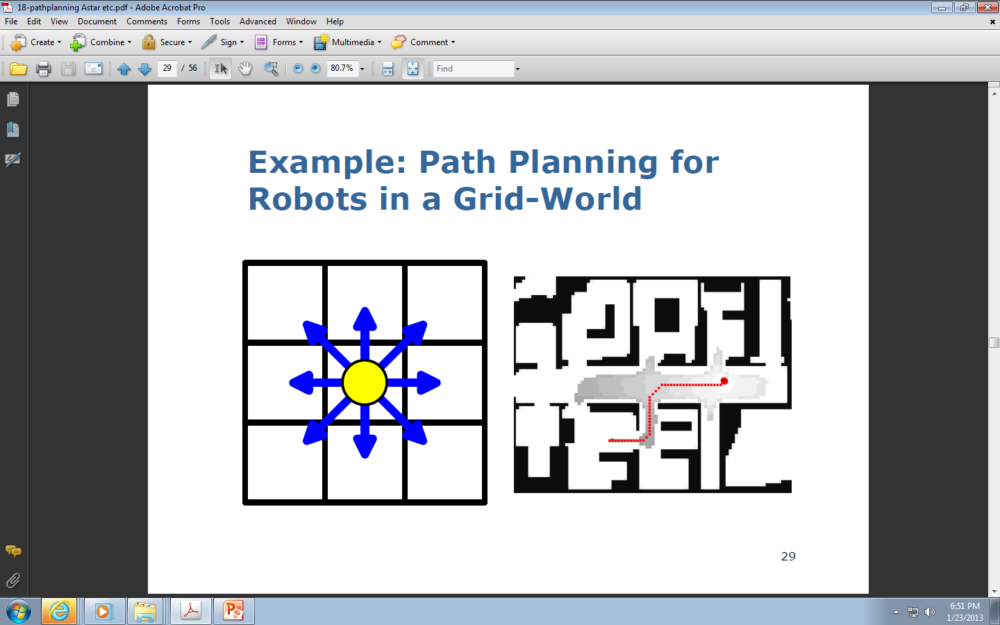 18-pathplanning Astar etc.pdf - Adobe Acrobat Pro
File Edit View Document Comments Forms Tools Advanced Window Help
Create Combine Secure Sign Forms Multimedia Comment
29 / 56 80.7% Find
Example: Path Planning for
Robots in a Grid-World
29
6:51 PM
1/23/2013